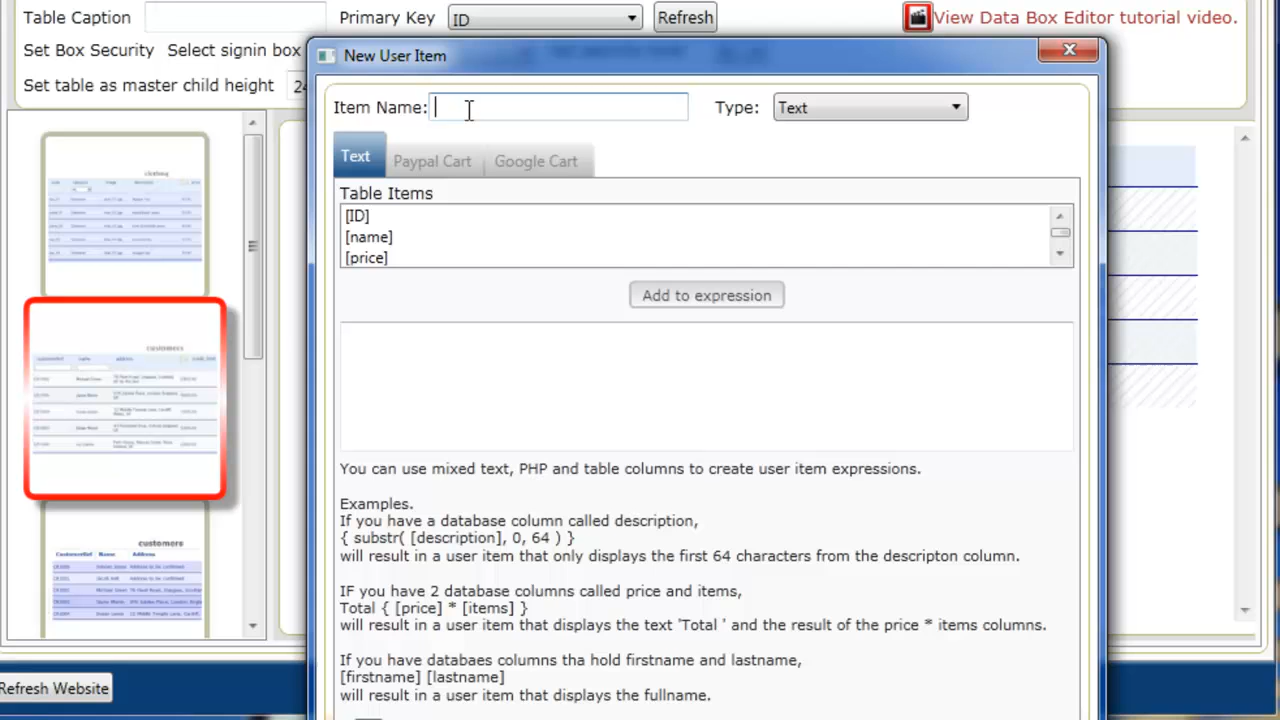 Table Caption
Primary Key
ID
Refresh
View Data Box Editor tutorial video.
Set Box Security
Select signin box
Set table as master child height
24
New User Item
Item Name:
Type:
Text
Text
Paypal Cart
Google Cart
Table Items
[ID]
[name]
[price]
Add to expression
You can use mixed text, PHP and table columns to create user item expressions.
Examples.
If you have a database column called description,
{ substr( [description], 0, 64 ) }
will result in a user item that only displays the first 64 characters from the descripton column.
IF you have 2 database columns called price and items,
Total { [price] * [items] }
will result in a user item that displays the text 'Total ' and the result of the price * items columns.
If you have databaes columns tha hold firstname and lastname,
[firstname] [lastname]
will result in a user item that displays the fullname.
clothing
customers
customers
CustomerRef Name Address
Refresh Website